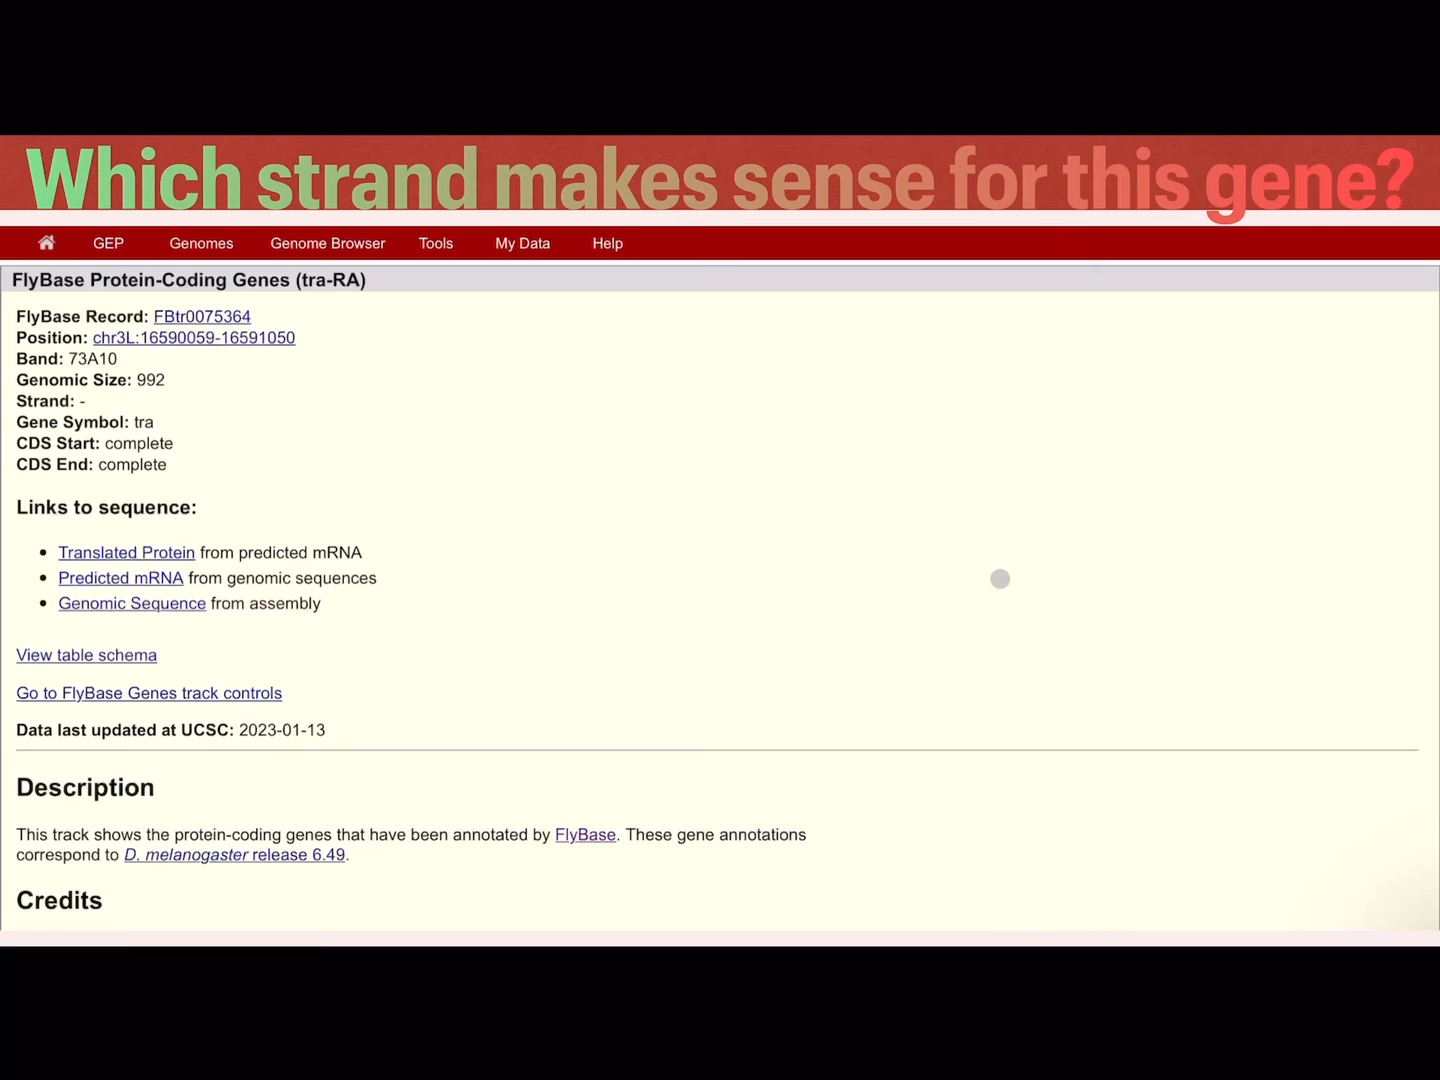 Which strand makes sense for this gene?
GEP Genomes Genome Browser Tools My Data Help
FlyBase Protein-Coding Genes (tra-RA)
FlyBase Record: FBtr0075364
Position: chr3L:16590059-16591050
Band: 73A10
Genomic Size: 992
Strand: -
Gene Symbol: tra
CDS Start: complete
CDS End: complete
Links to sequence:
Translated Protein from predicted mRNA
Predicted mRNA from genomic sequences
Genomic Sequence from assembly
View table schema
Go to FlyBase Genes track controls
Data last updated at UCSC: 2023-01-13
Description
This track shows the protein-coding genes that have been annotated by FlyBase. These gene annotations
correspond to D. melanogaster release 6.49.
Credits